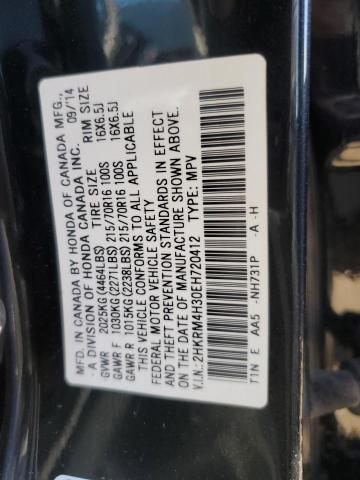 MFD. IN CANADA BY HONDA OF CANADA MFG.,
A DIVISION OF HONDA CANADA INC. 09/'14
TIRE SIZE RIM SIZE
GVWR 2025KG (4464LBS)
GAWR F 1030KG (2271LBS) 215/70R16 100S 16X6.5J
GAWR R 1015KG (2238LBS) 215/70R16 100S 16X6.5J
THIS VEHICLE CONFORMS TO ALL APPLICABLE
FEDERAL MOTOR VEHICLE SAFETY
AND THEFT PREVENTION STANDARDS IN EFFECT
ON THE DATE OF MANUFACTURE SHOWN ABOVE.
V.I.N.: 2HKRM4H30EH720412 TYPE: MPV
T1N E AA5 -NH731P -A -H